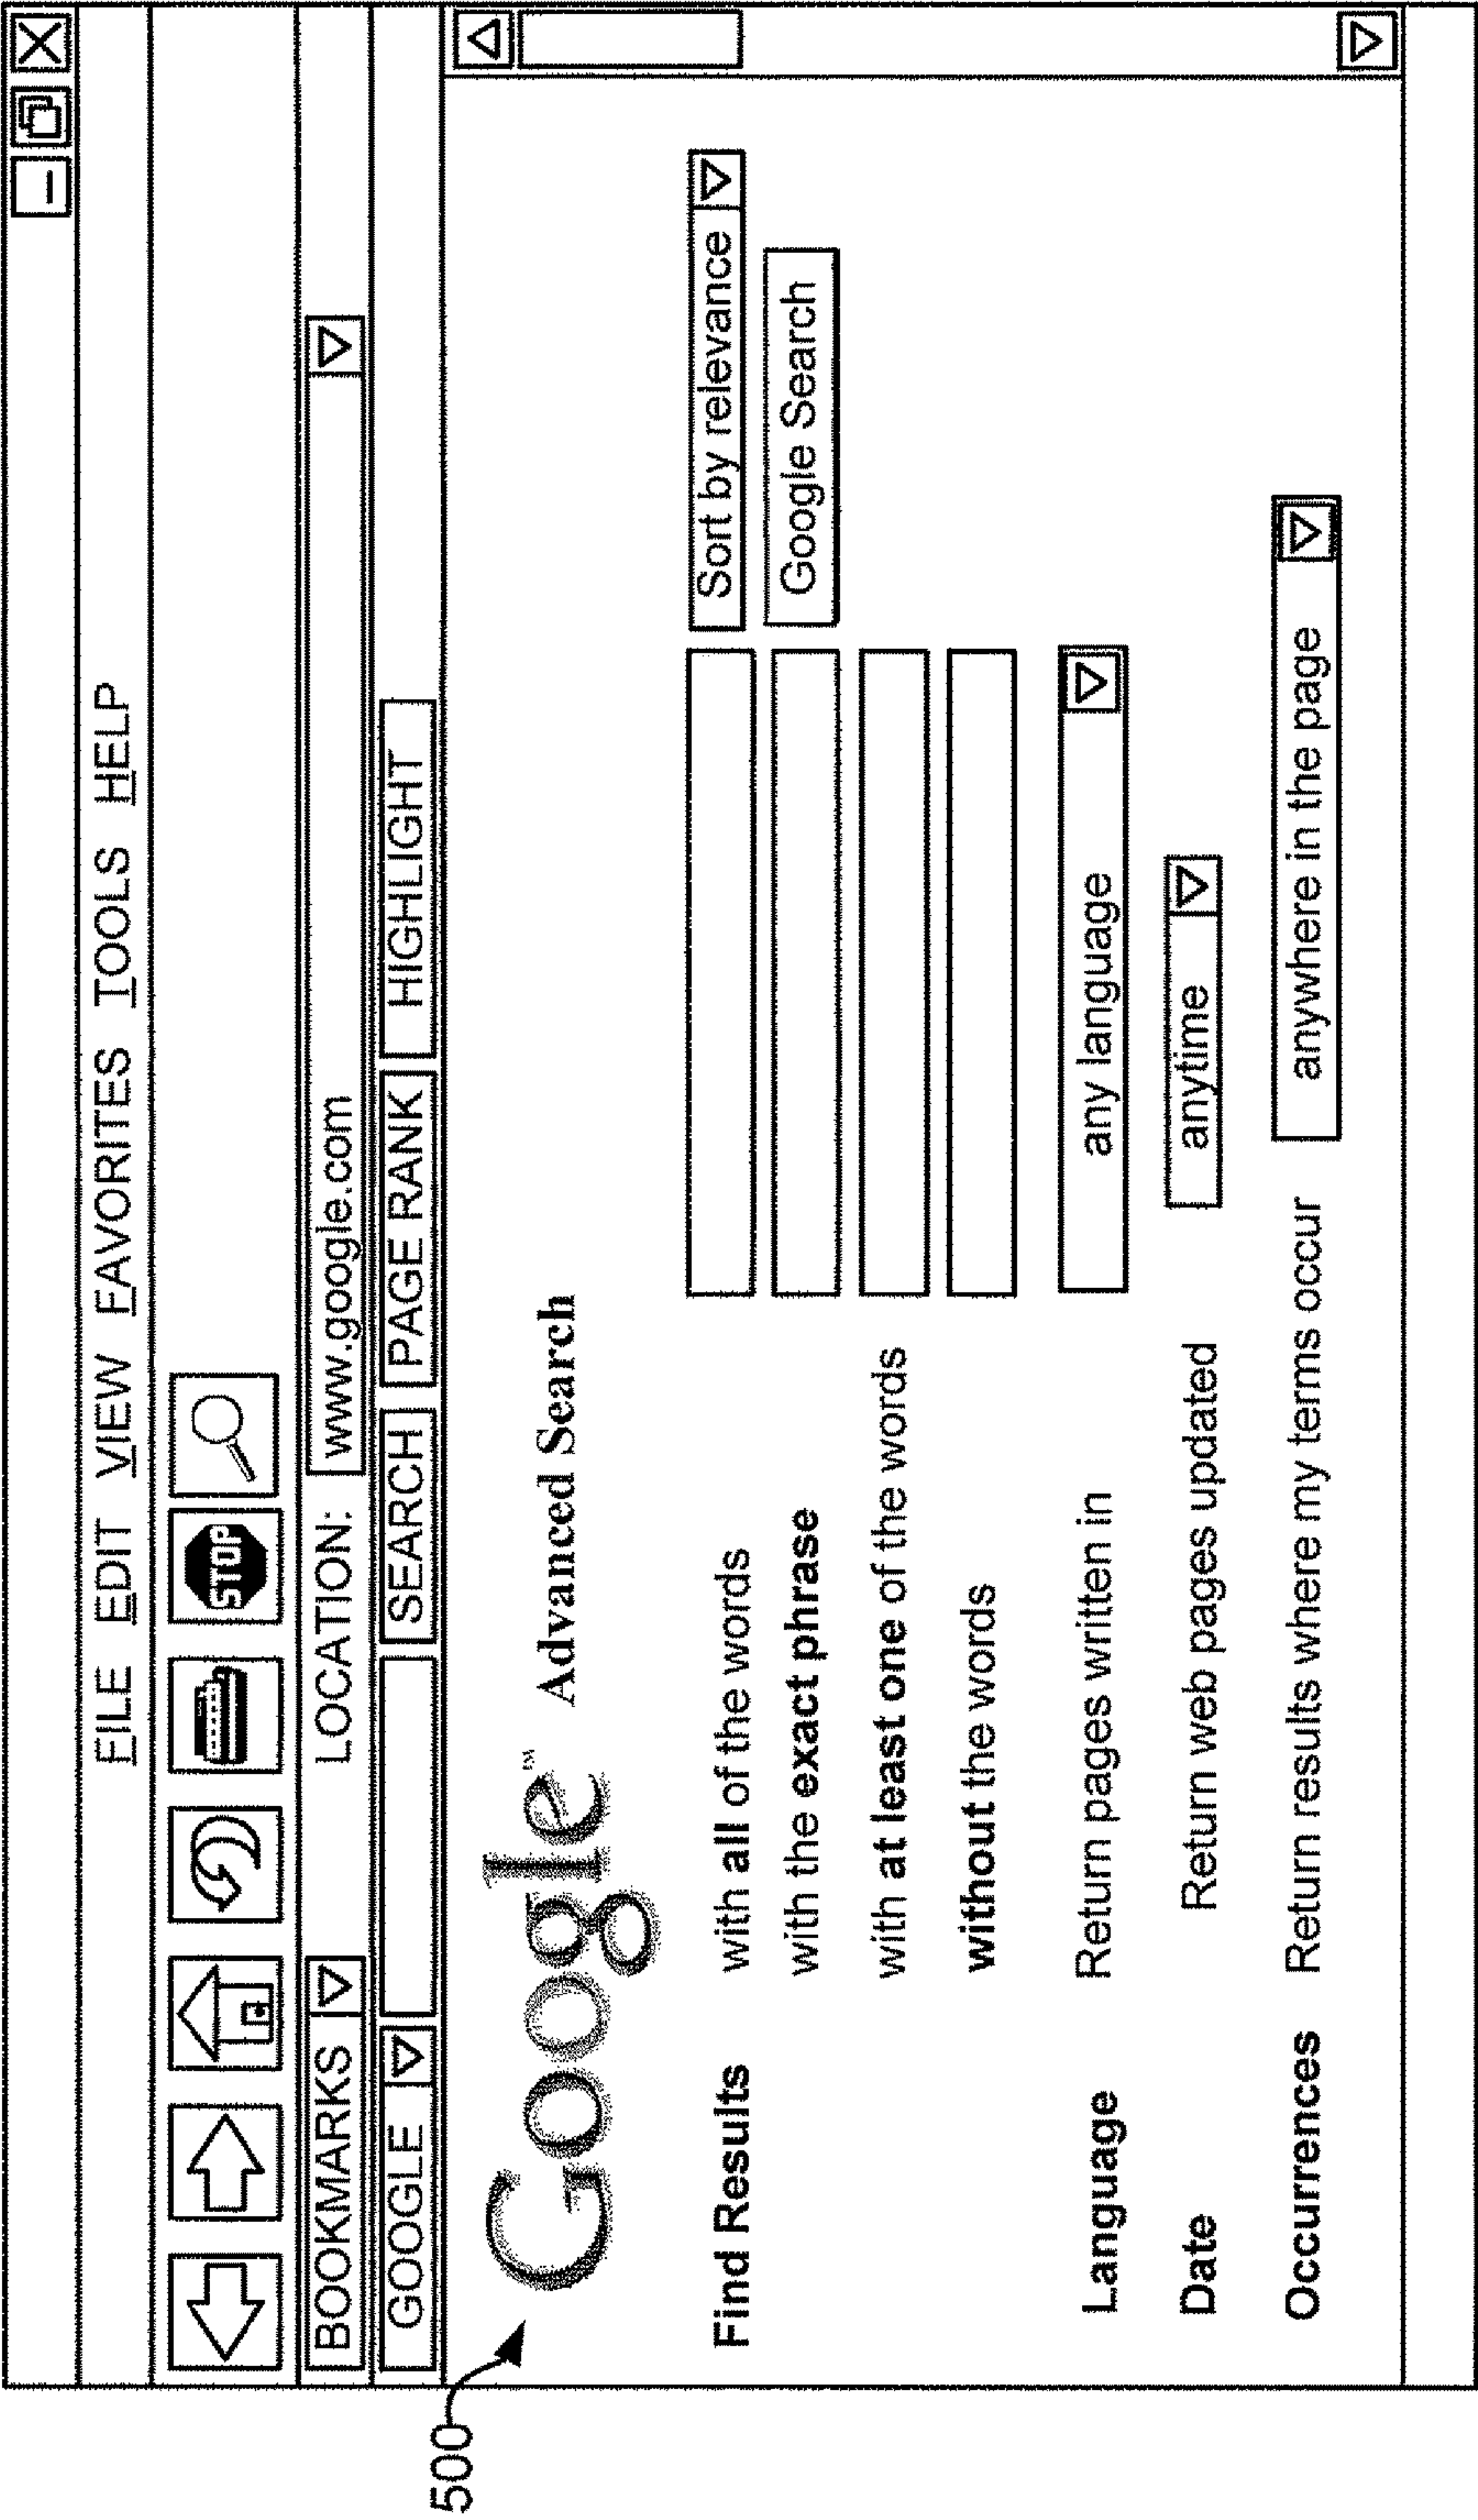 FILE EDIT VIEW FAVORITES TOOLS HELP
STOP
BOOKMARKS LOCATION: www.google.com
GOOGLE SEARCH PAGE RANK HIGHLIGHT
500
Google™ Advanced Search
Find Results with all of the words Sort by relevance
with the exact phrase Google Search
with at least one of the words
without the words
Language Return pages written in any language
Date Return web pages updated anytime
Occurrences Return results where my terms occur anywhere in the page